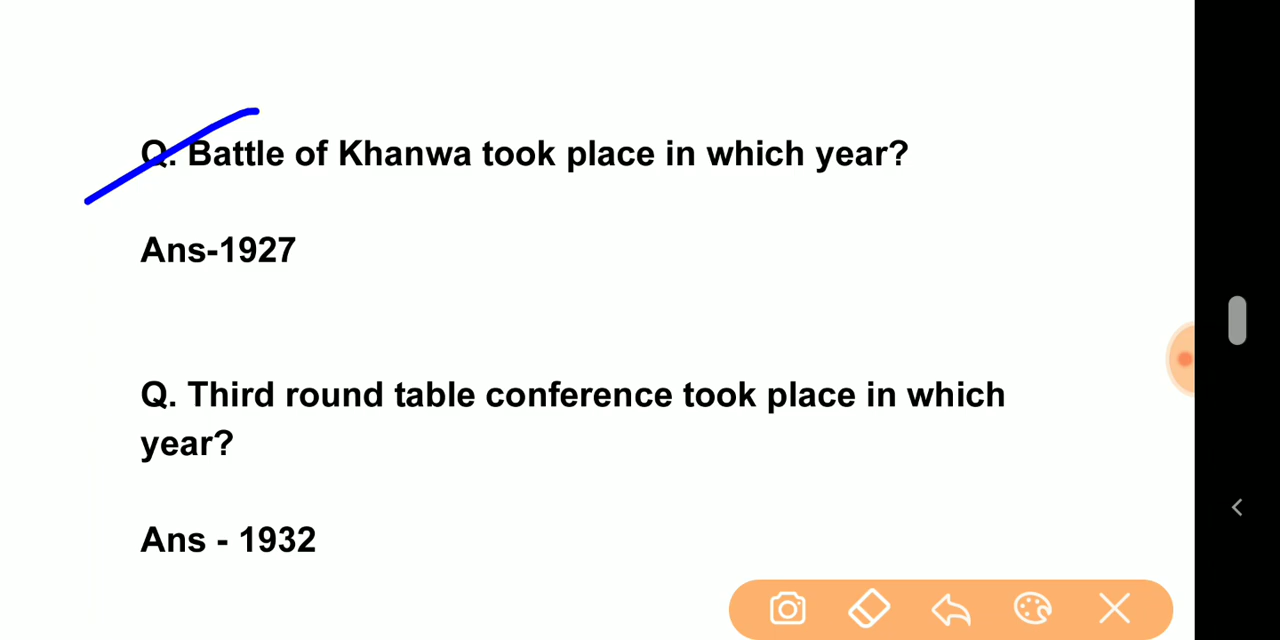 Q. Battle of Khanwa took place in which year?
Ans-1927
Q. Third round table conference took place in which
year?
Ans - 1932